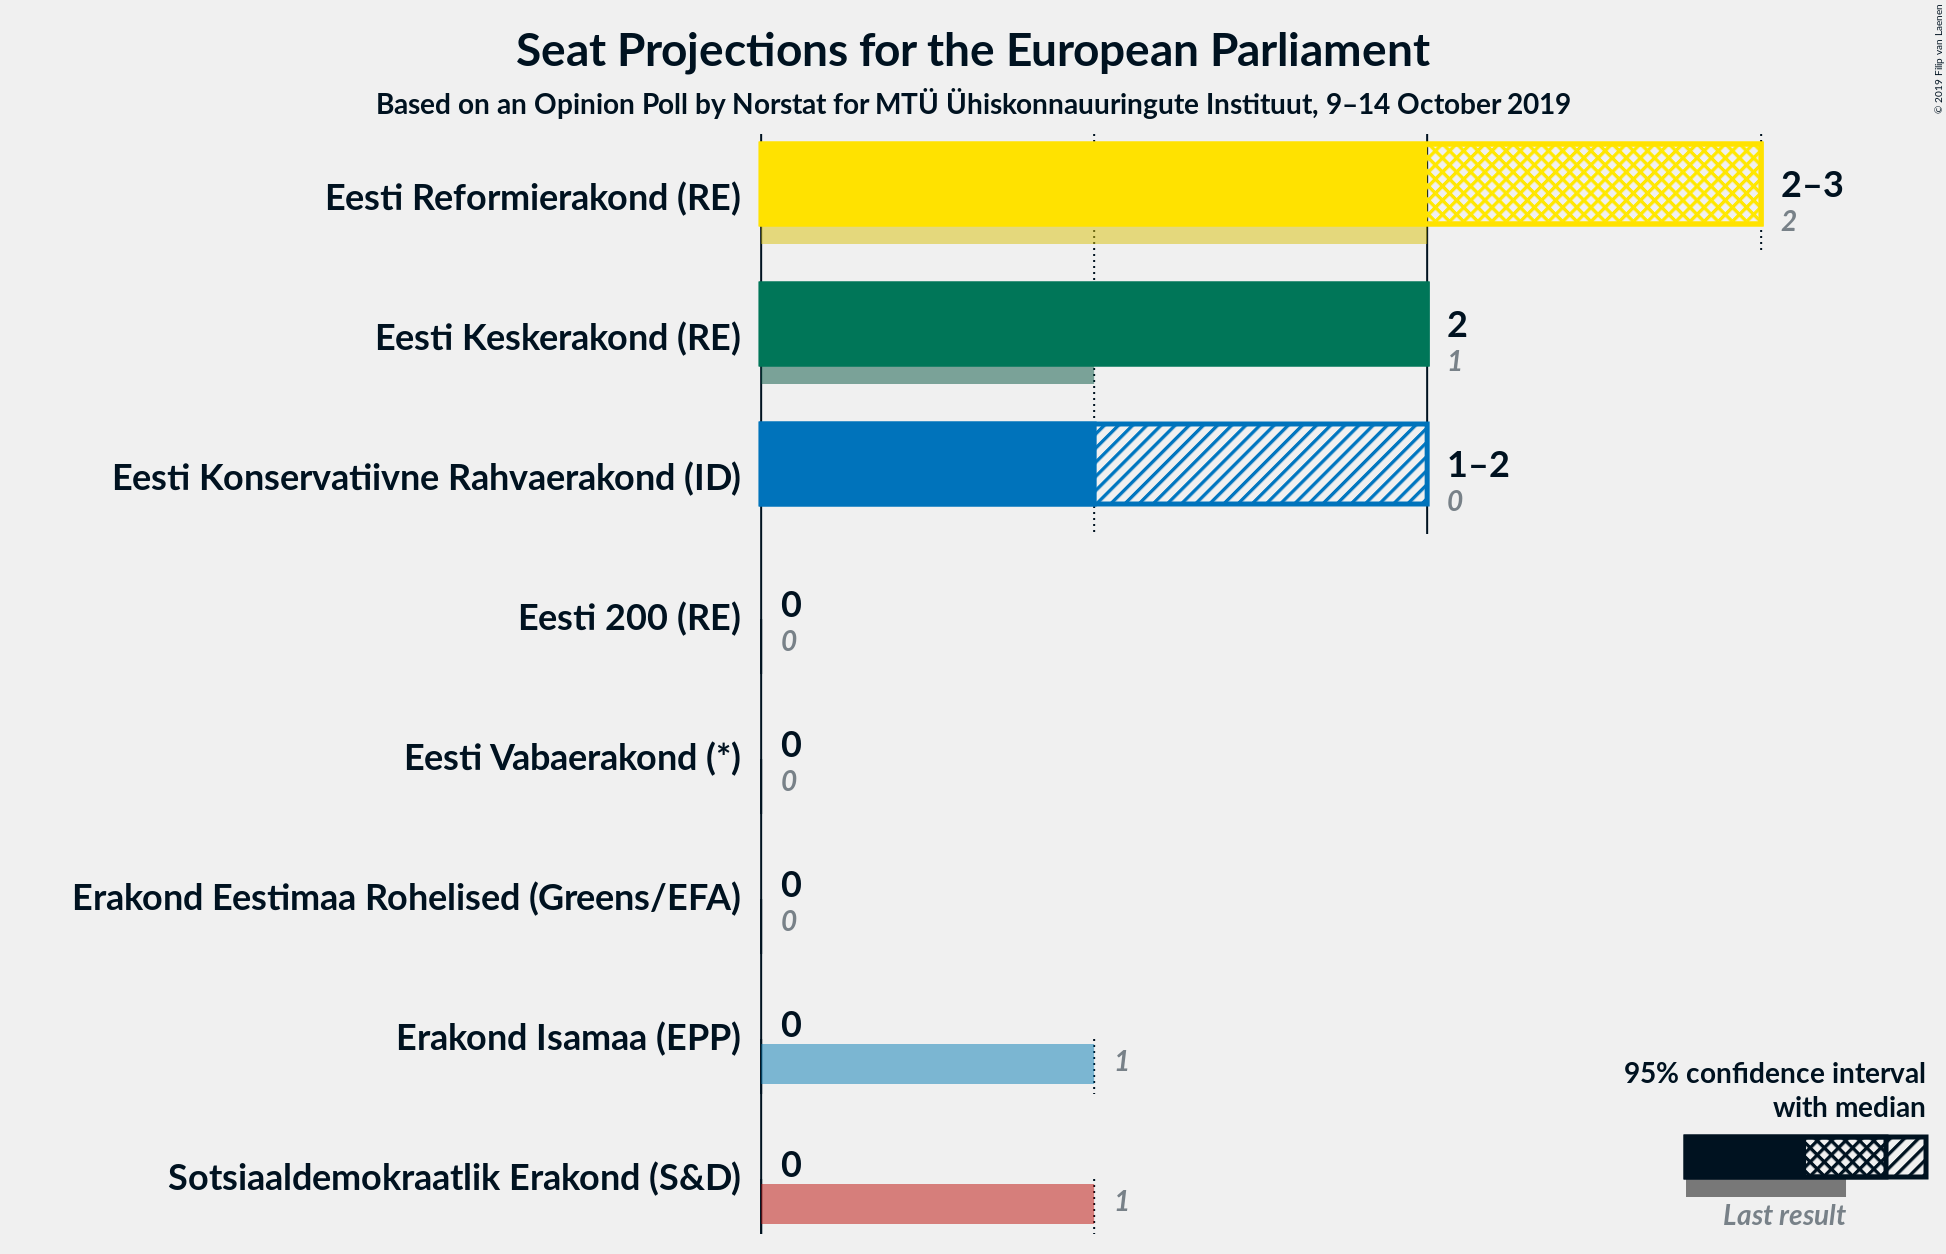 Seat Projections for the European Parliament
Based on an Opinion Poll by Norstat for MTÜ Ühiskonnauuringute Instituut, 9–14 October 2019
© 2019 Filip van Laenen
Eesti Reformierakond (RE)
2–3
2
Eesti Keskerakond (RE)
2
1
Eesti Konservatiivne Rahvaerakond (ID)
1–2
0
Eesti 200 (RE)
0
0
Eesti Vabaerakond (*)
0
0
Erakond Eestimaa Rohelised (Greens/EFA)
0
0
Erakond Isamaa (EPP)
0
1
Sotsiaaldemokraatlik Erakond (S&D)
0
1
95% confidence interval
with median
Last result